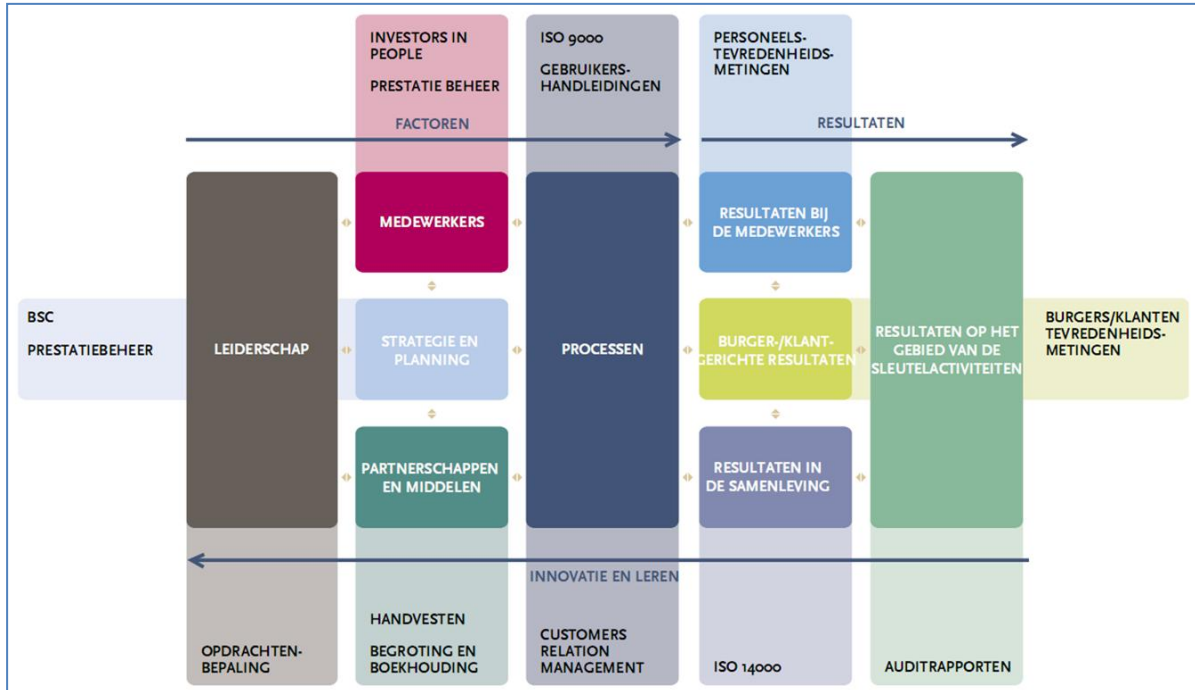 INVESTORS IN
PEOPLE
PRESTATIE BEHEER
ISO 9000
GEBRUIKERS-
HANDLEIDINGEN
PERSONEELS-
TEVREDENHEIDS-
METINGEN
FACTOREN
RESULTATEN
MEDEWERKERS
RESULTATEN BIJ
DE MEDEWERKERS
BSC
PRESTATIEBEHEER
LEIDERSCHAP
STRATEGIE EN
PLANNING
PROCESSEN
BURGER-/KLANT-
GERICHTE RESULTATEN
RESULTATEN OP HET
GEBIED VAN DE
SLEUTELACTIVITEITEN
BURGERS/KLANTEN
TEVREDENHEIDS-
METINGEN
PARTNERSCHAPPEN
EN MIDDELEN
RESULTATEN IN
DE SAMENLEVING
INNOVATIE EN LEREN
OPDRACHTEN-
BEPALING
HANDVESTEN
BEGROTING EN
BOEKHOUDING
CUSTOMERS
RELATION
MANAGEMENT
ISO 14000
AUDITRAPPORTEN